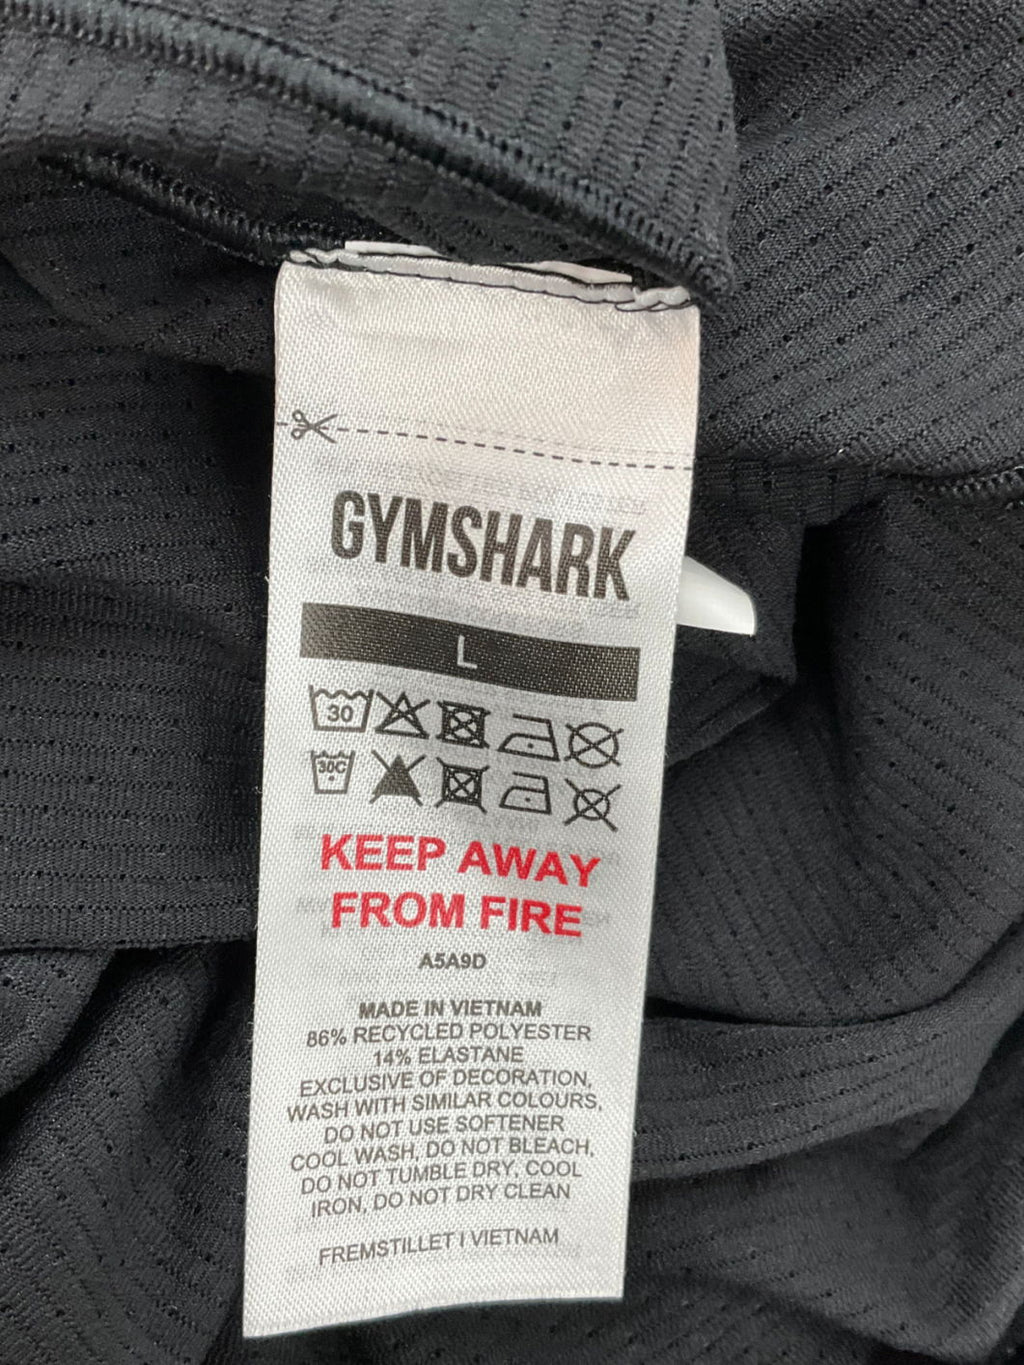 GYMSHARK
L
30
30C
KEEP AWAY
FROM FIRE
A5A9D
MADE IN VIETNAM
86% RECYCLED POLYESTER
14% ELASTANE
EXCLUSIVE OF DECORATION,
WASH WITH SIMILAR COLOURS,
DO NOT USE SOFTENER
COOL WASH, DO NOT BLEACH,
DO NOT TUMBLE DRY, COOL
IRON, DO NOT DRY CLEAN
FREMSTILLET I VIETNAM